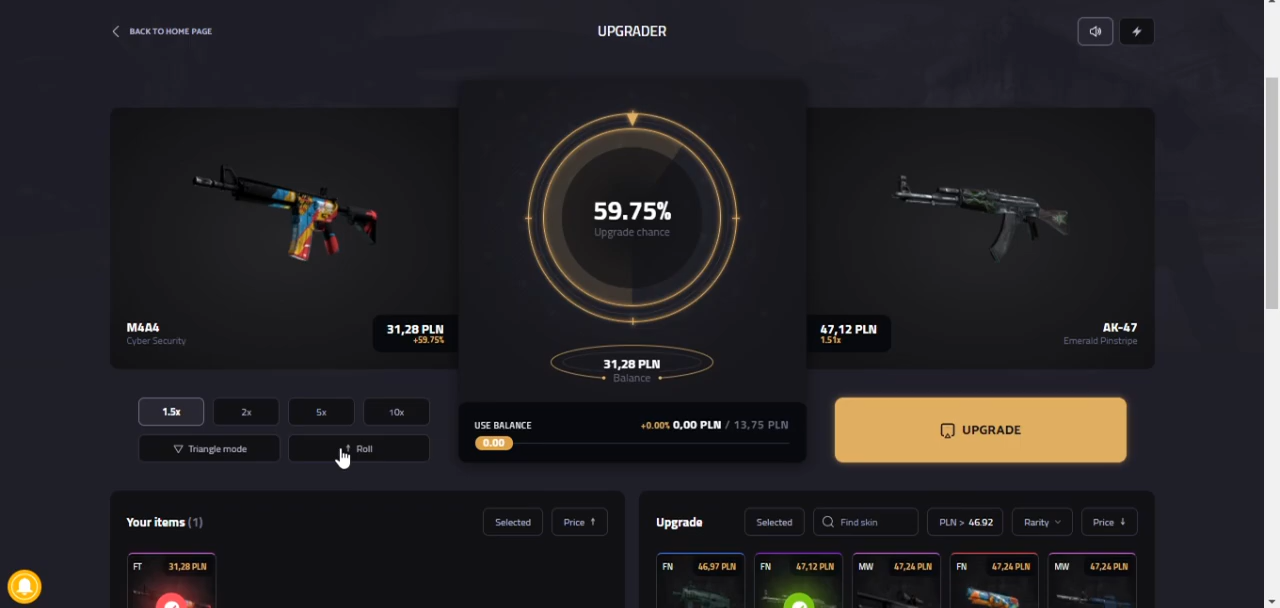 BACK TO HOME PAGE
UPGRADER
59.75%
Upgrade chance
M4A4
Cyber Security
31,28 PLN
+59.75%
47,12 PLN
1.51x
AK-47
Emerald Pinstripe
31,28 PLN
Balance
1.5x 2x 5x 10x
Triangle mode Roll
USE BALANCE +0.00% 0,00 PLN / 13,75 PLN
0.00
UPGRADE
Your items (1) Selected Price
Upgrade Selected Find skin PLN > 46.92 Rarity Price
FT 31,28 PLN
FN 46,97 PLN
FN 47,12 PLN
MW 47,24 PLN
FN 47,24 PLN
MW 47,24 PLN